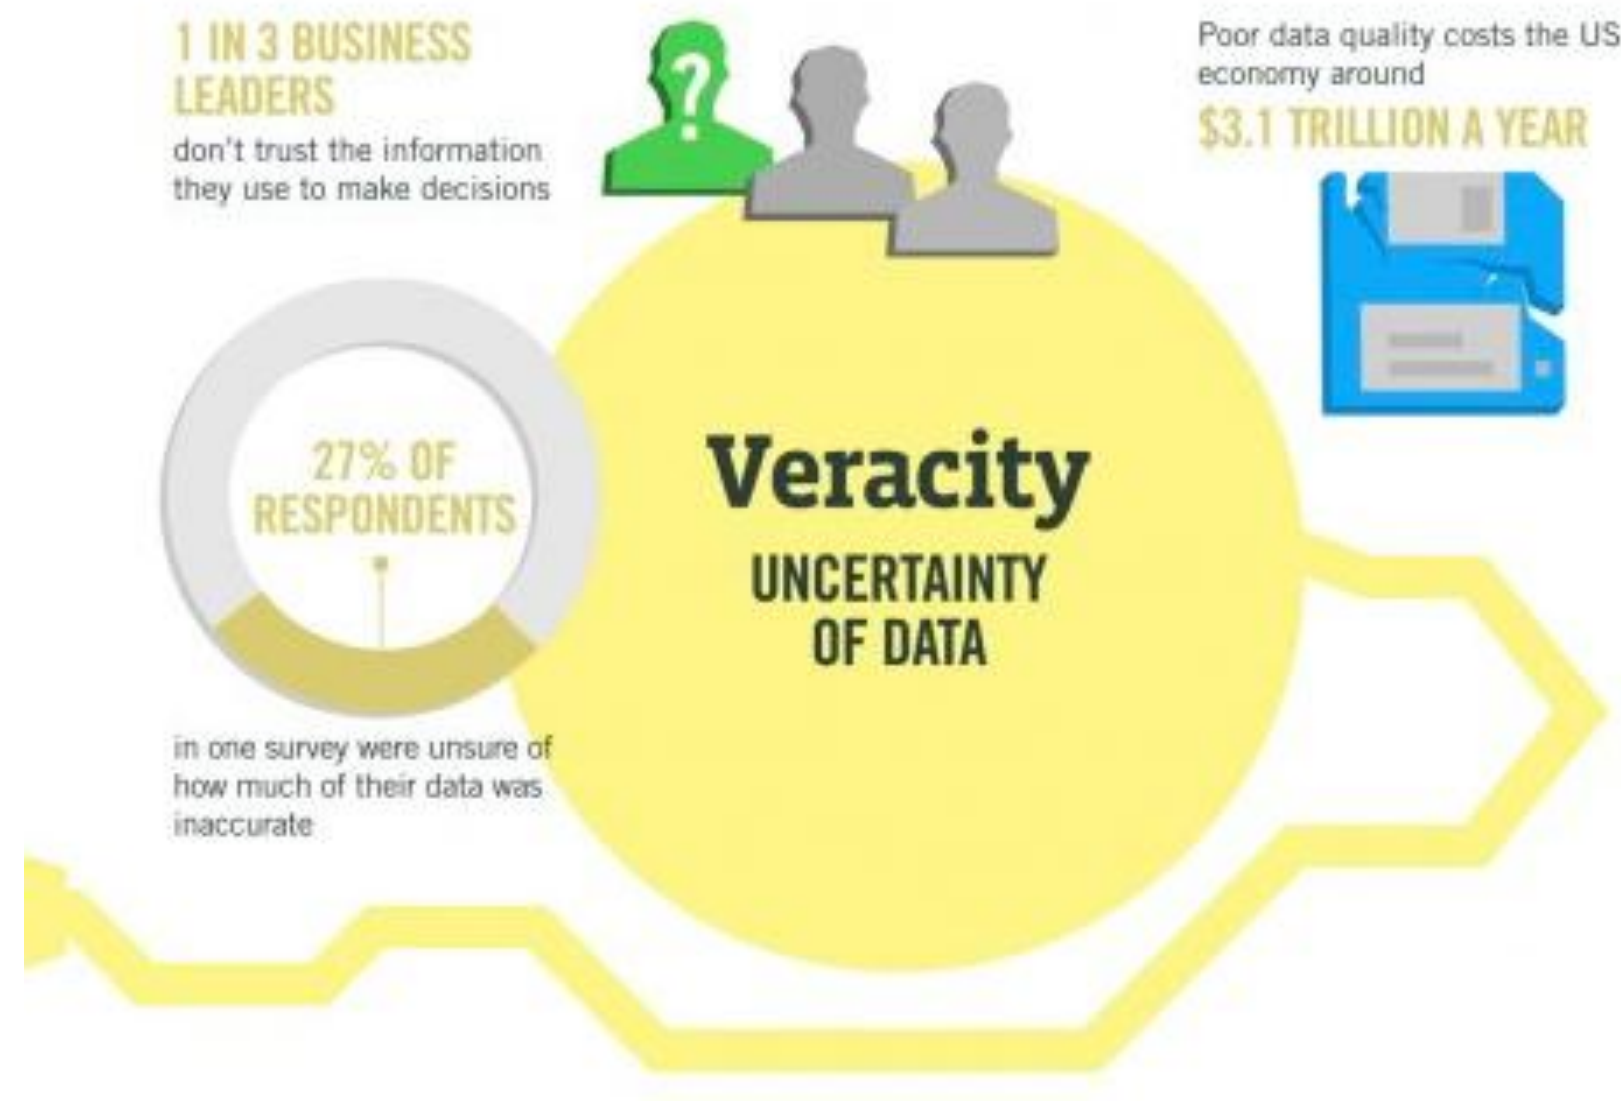 1 IN 3 BUSINESS
LEADERS
don't trust the information
they use to make decisions
?
Poor data quality costs the US
economy around
$3.1 TRILLION A YEAR
27% OF
RESPONDENTS
in one survey were unsure of
how much of their data was
inaccurate
Veracity
UNCERTAINTY
OF DATA